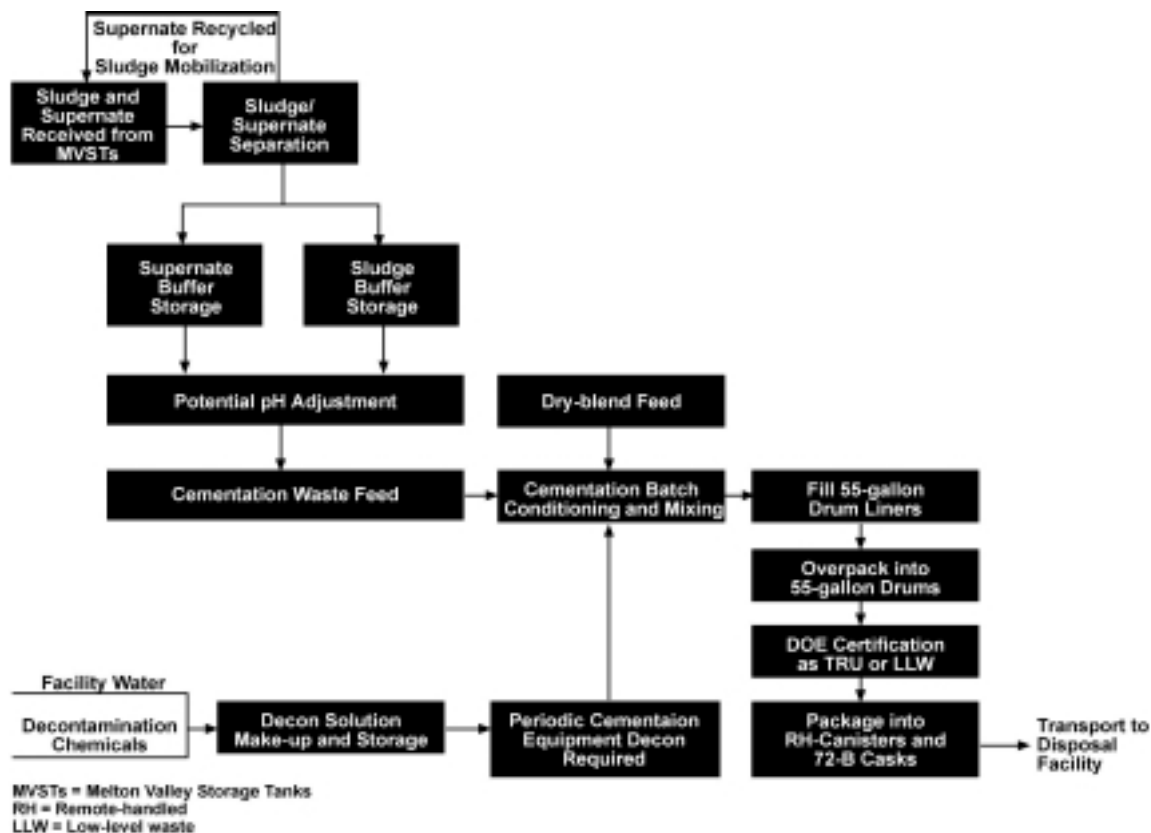 Supernate Recycled
for
Sludge Mobilization
Sludge and
Supernate
Received from
MVSTs
Sludge/
Supernate
Separation
Supernate
Buffer
Storage
Sludge
Buffer
Storage
Potential pH Adjustment
Dry-blend Feed
Cementation Waste Feed
Cementation Batch
Conditioning and Mixing
Fill 55-gallon
Drum Liners
Overpack into
55-gallon Drums
DOE Certification
as TRU or LLW
Facility Water
Decontamination
Chemicals
Decon Solution
Make-up and Storage
Periodic Cementaion
Equipment Decon
Required
Package into
RH-Canisters and
72-B Casks
Transport to
Disposal
Facility
MVSTs = Melton Valley Storage Tanks
RH = Remote-handled
LLW = Low-level waste